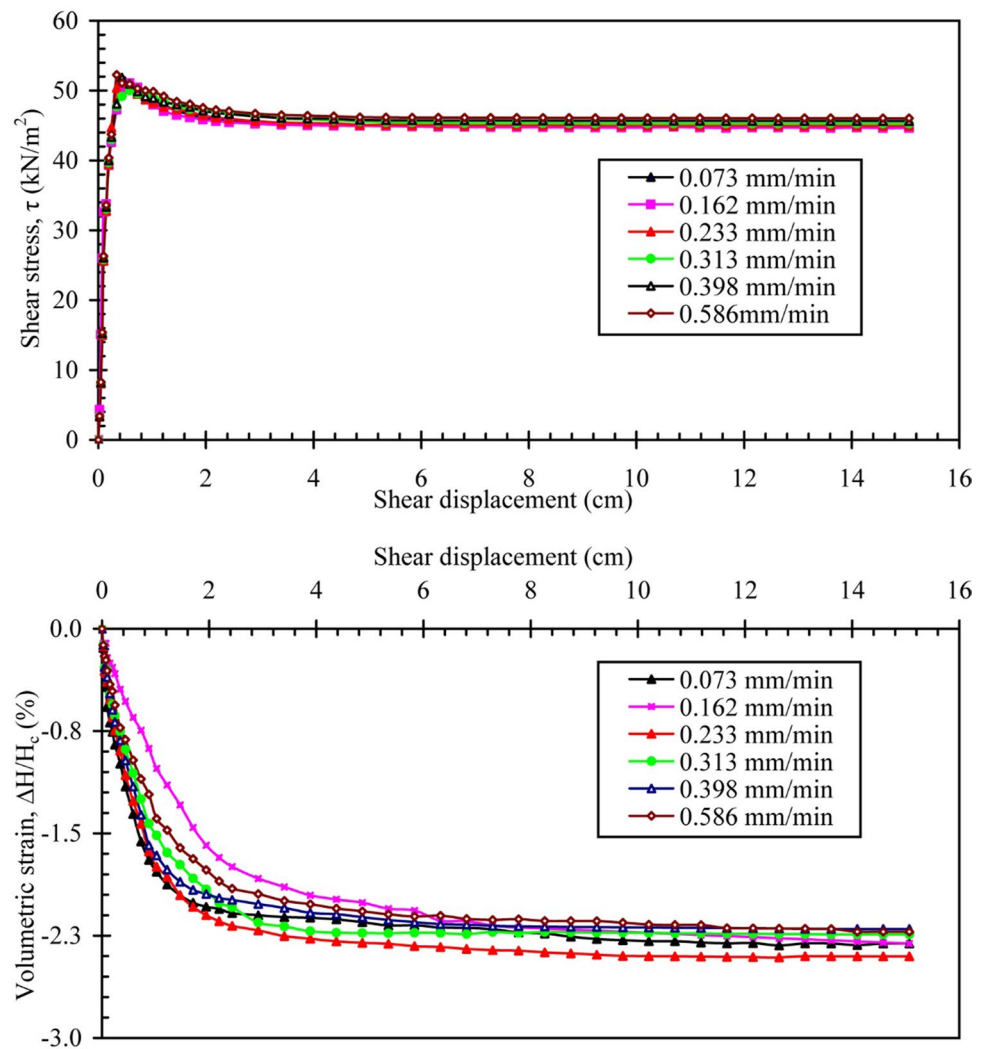 60
50
40
30
20
10
0
Shear stress, τ (kN/m²)
0.073 mm/min
0.162 mm/min
0.233 mm/min
0.313 mm/min
0.398 mm/min
0.586mm/min
0 2 4 6 8 10 12 14 16
Shear displacement (cm)
Shear displacement (cm)
0 2 4 6 8 10 12 14 16
0.0
-0.8
-1.5
-2.3
-3.0
Volumetric strain, ΔH/Hc (%)
0.073 mm/min
0.162 mm/min
0.233 mm/min
0.313 mm/min
0.398 mm/min
0.586 mm/min